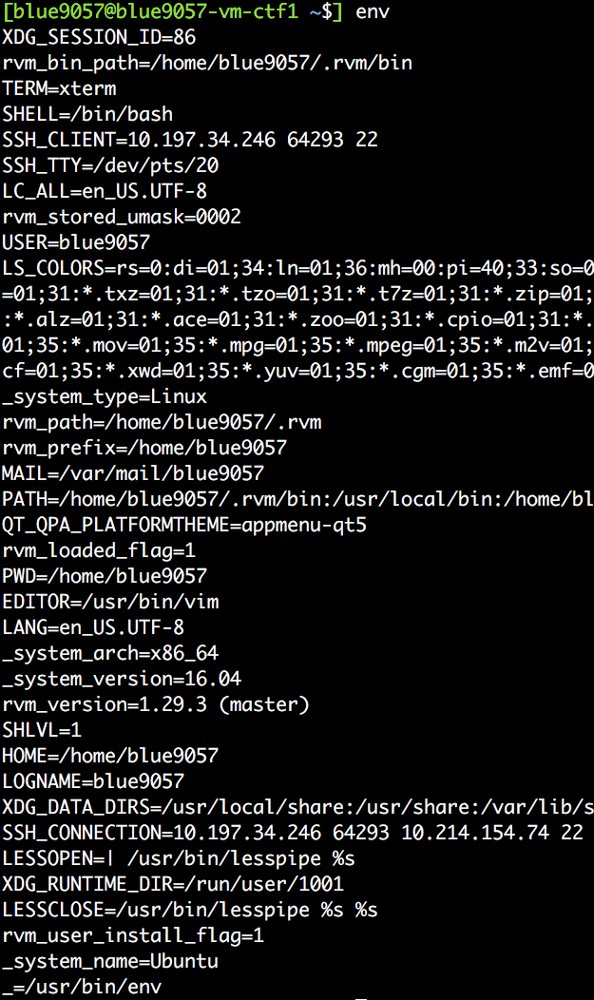 [blue9057@blue9057-vm-ctf1 ~$] env
XDG_SESSION_ID=86
rvm_bin_path=/home/blue9057/.rvm/bin
TERM=xterm
SHELL=/bin/bash
SSH_CLIENT=10.197.34.246 64293 22
SSH_TTY=/dev/pts/20
LC_ALL=en_US.UTF-8
rvm_stored_umask=0002
USER=blue9057
LS_COLORS=rs=0:di=01;34:ln=01;36:mh=00:pi=40;33:so=0
=01;31:*.txz=01;31:*.tzo=01;31:*.t7z=01;31:*.zip=01;
:*.alz=01;31:*.ace=01;31:*.zoo=01;31:*.cpio=01;31:*.
01;35:*.mov=01;35:*.mpg=01;35:*.mpeg=01;35:*.m2v=01;
cf=01;35:*.xwd=01;35:*.yuv=01;35:*.cgm=01;35:*.emf=0
_system_type=Linux
rvm_path=/home/blue9057/.rvm
rvm_prefix=/home/blue9057
MAIL=/var/mail/blue9057
PATH=/home/blue9057/.rvm/bin:/usr/local/bin:/home/bl
QT_QPA_PLATFORMTHEME=appmenu-qt5
rvm_loaded_flag=1
PWD=/home/blue9057
EDITOR=/usr/bin/vim
LANG=en_US.UTF-8
_system_arch=x86_64
_system_version=16.04
rvm_version=1.29.3 (master)
SHLVL=1
HOME=/home/blue9057
LOGNAME=blue9057
XDG_DATA_DIRS=/usr/local/share:/usr/share:/var/lib/s
SSH_CONNECTION=10.197.34.246 64293 10.214.154.74 22
LESSOPEN=| /usr/bin/lesspipe %s
XDG_RUNTIME_DIR=/run/user/1001
LESSCLOSE=/usr/bin/lesspipe %s %s
rvm_user_install_flag=1
_system_name=Ubuntu
_=/usr/bin/env